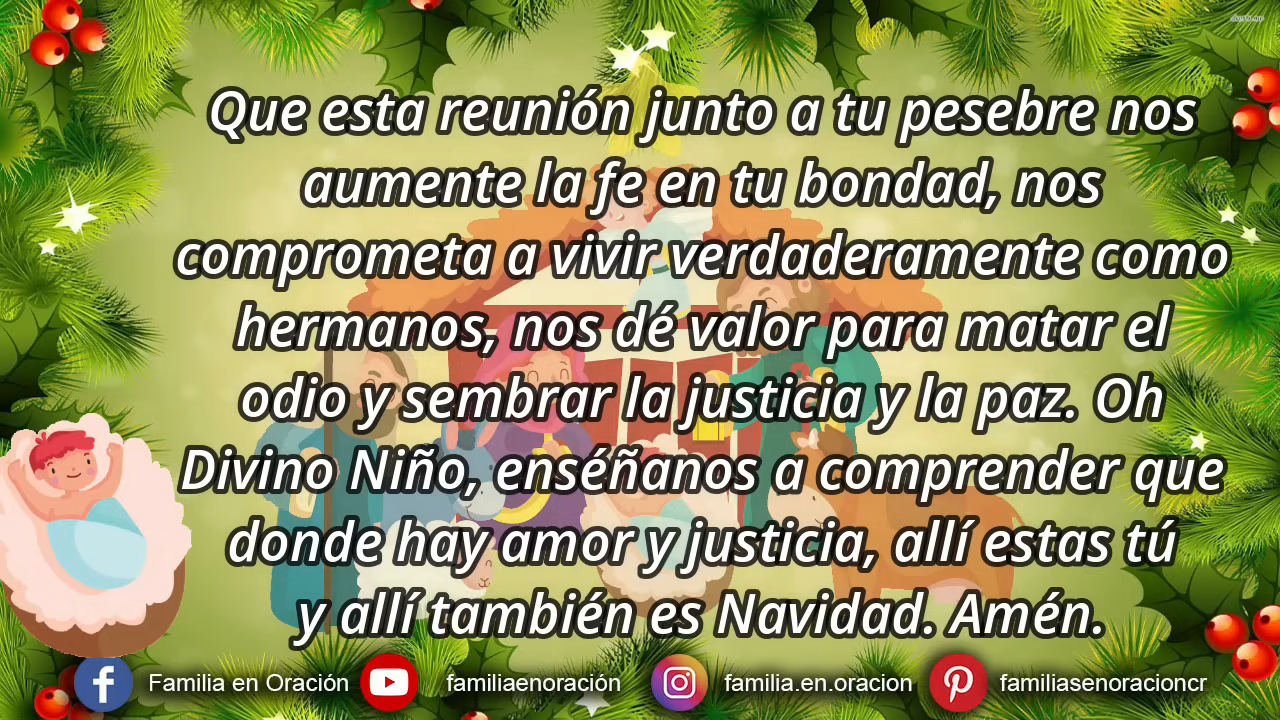 Que esta reunión junto a tu pesebre nos
aumente la fe en tu bondad, nos
comprometa a vivir verdaderamente como
hermanos, nos dé valor para matar el
odio y sembrar la justicia y la paz. Oh
Divino Niño, enséñanos a comprender que
donde hay amor y justicia, allí estas tú
y allí también es Navidad. Amén.
Familia en Oración familiaenoración familia.en.oracion familiasenoracioncr